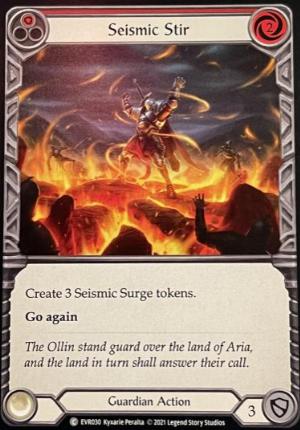 Seismic Stir
2
Create 3 Seismic Surge tokens.
Go again
The Ollin stand guard over the land of Aria,
and the land in turn shall answer their call.
Guardian Action
3
C EVR030 Kyxarie Peralta © 2021 Legend Story Studios